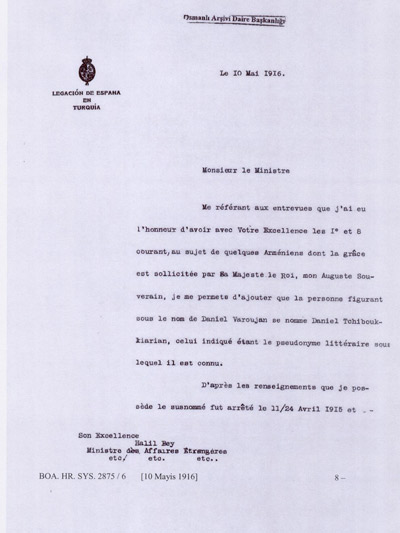 Osmanlı Arşivi Daire Başkanlığı
Le 10 Mai 1916.
LEGACIÓN DE ESPAÑA
EN
TURQUÍA
Monsieur le Ministre
Me référant aux entrevues que j'ai eu
l'honneur d'avoir avec Votre Excellence les Iᵉ et 8
courant,au sujet de quelques Arméniens dont la grâce
est sollicitée par Sa Majesté le Roi, mon Auguste Sou-
verain, je me permets d'ajouter que la personne figurant
sous le nom de Daniel Varoujan se nomme Daniel Tchibouk-
kiarian, celui indiqué étant le pseudonyme littéraire sous
lequel il est connu.
D'après les renseignements que je pos-
sède le susnommé fut arrêté le 11/24 Avril 1915 et . -
Son Excellence
Halil Bey
Ministre des Affaires Étrangères
etc, etc. etc..
BOA. HR. SYS. 2875 / 6 [10 Mayis 1916] 8 –